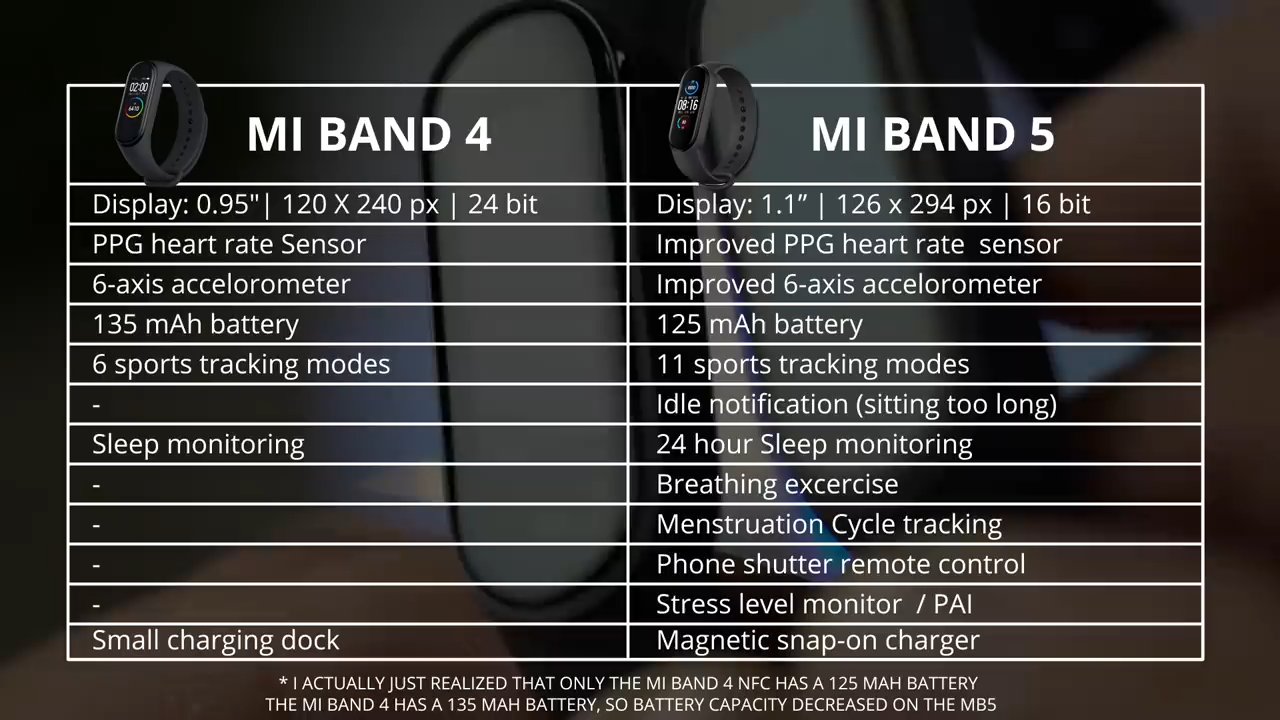 MI BAND 4
MI BAND 5
02:00
6410
08:16
Display: 0.95"| 120 X 240 px | 24 bit
Display: 1.1” | 126 x 294 px | 16 bit
PPG heart rate Sensor
Improved PPG heart rate  sensor
6-axis accelorometer
Improved 6-axis accelorometer
135 mAh battery
125 mAh battery
6 sports tracking modes
11 sports tracking modes
-
Idle notification (sitting too long)
Sleep monitoring
24 hour Sleep monitoring
-
Breathing excercise
-
Menstruation Cycle tracking
-
Phone shutter remote control
-
Stress level monitor  / PAI
Small charging dock
Magnetic snap-on charger
* I ACTUALLY JUST REALIZED THAT ONLY THE MI BAND 4 NFC HAS A 125 MAH BATTERY
THE MI BAND 4 HAS A 135 MAH BATTERY, SO BATTERY CAPACITY DECREASED ON THE MB5